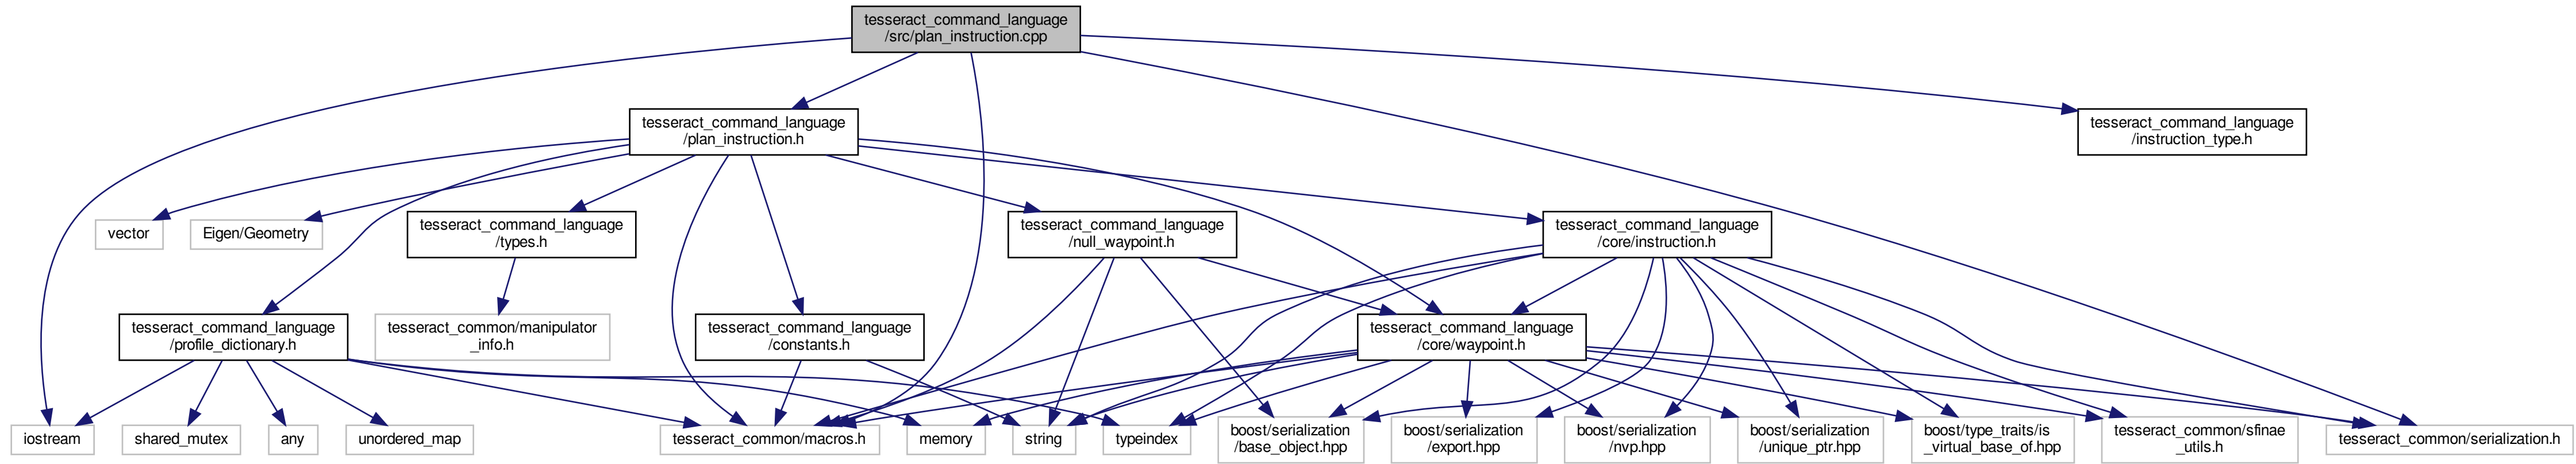 tesseract_command_language
/src/plan_instruction.cpp
tesseract_command_language
/plan_instruction.h
tesseract_command_language
/instruction_type.h
vector
Eigen/Geometry
tesseract_command_language
/types.h
tesseract_command_language
/null_waypoint.h
tesseract_command_language
/core/instruction.h
tesseract_command_language
/profile_dictionary.h
tesseract_common/manipulator
_info.h
tesseract_command_language
/constants.h
tesseract_command_language
/core/waypoint.h
iostream
shared_mutex
any
unordered_map
tesseract_common/macros.h
memory
string
typeindex
boost/serialization
/base_object.hpp
boost/serialization
/export.hpp
boost/serialization
/nvp.hpp
boost/serialization
/unique_ptr.hpp
boost/type_traits/is
_virtual_base_of.hpp
tesseract_common/sfinae
_utils.h
tesseract_common/serialization.h